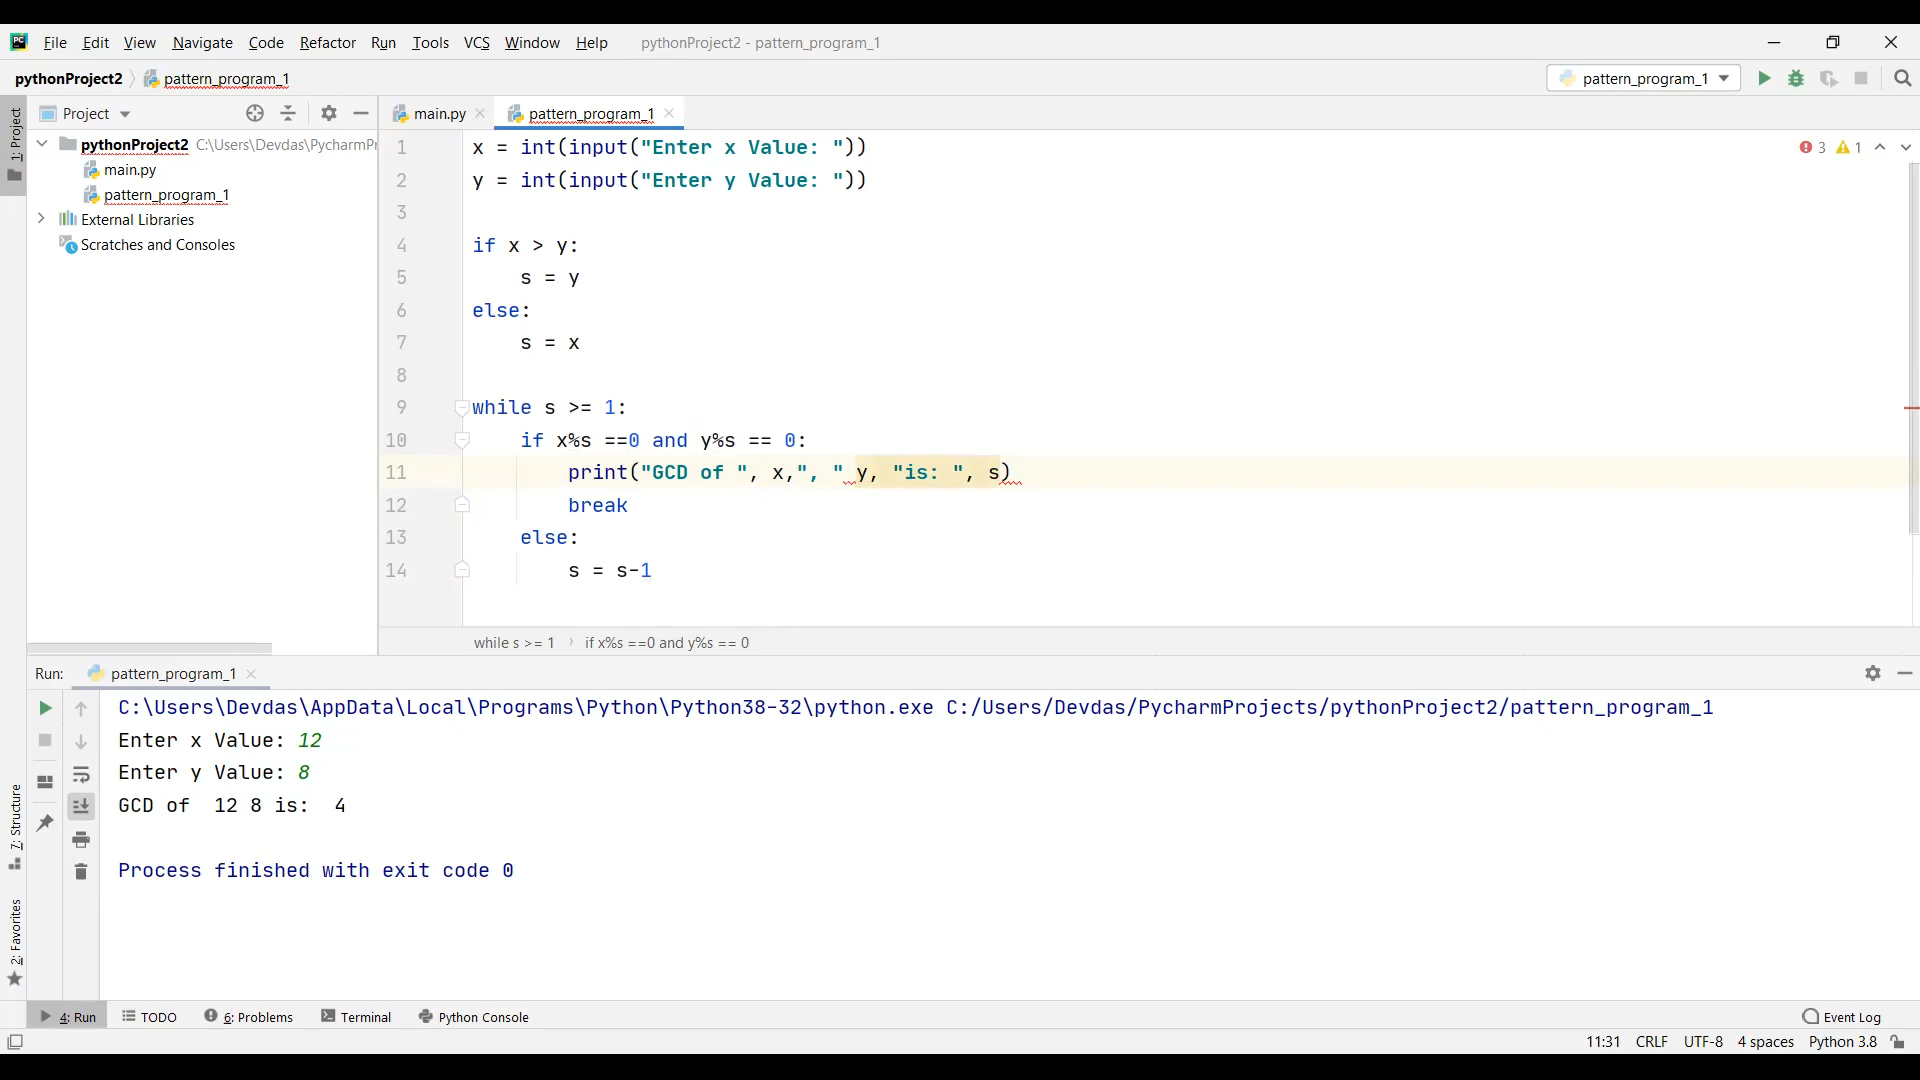 PC File Edit View Navigate Code Refactor Run Tools VCS Window Help pythonProject2 - pattern_program_1
pythonProject2 pattern_program_1 pattern_program_1
1: Project
Project
main.py pattern_program_1
pythonProject2 C:\Users\Devdas\PycharmPr
main.py
pattern_program_1
External Libraries
Scratches and Consoles
3 1
1 x = int(input("Enter x Value: "))
2 y = int(input("Enter y Value: "))
3
4 if x > y:
5 s = y
6 else:
7 s = x
8
9 while s >= 1:
10 if x%s ==0 and y%s == 0:
11 print("GCD of ", x,", " y, "is: ", s)
12 break
13 else:
14 s = s-1
while s >= 1 › if x%s ==0 and y%s == 0
Run: pattern_program_1
C:\Users\Devdas\AppData\Local\Programs\Python\Python38-32\python.exe C:/Users/Devdas/PycharmProjects/pythonProject2/pattern_program_1
Enter x Value: 12
Enter y Value: 8
GCD of  12 8 is:  4
Process finished with exit code 0
7: Structure
2: Favorites
4: Run TODO 6: Problems Terminal Python Console Event Log
11:31 CRLF UTF-8 4 spaces Python 3.8